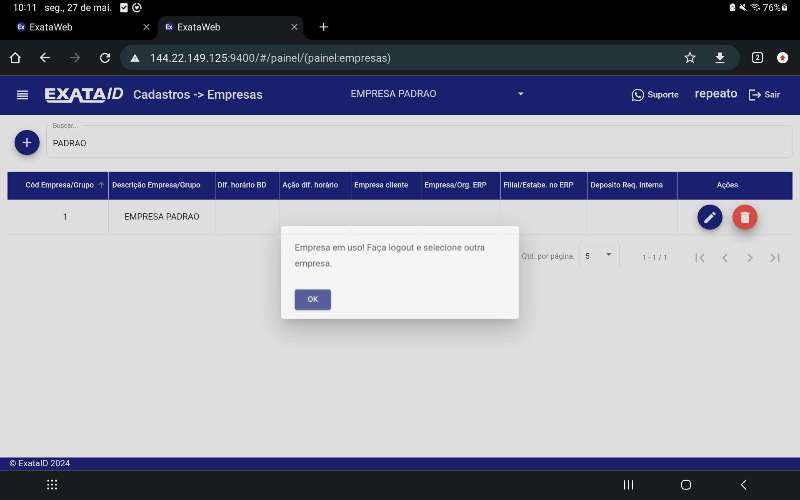 10:11 seg., 27 de mai. 76%
ExataWeb
ExataWeb
144.22.149.125:9400/#/painel/(painel:empresas)
2
EXATAID
Cadastros -> Empresas
EMPRESA PADRAO
Suporte
repeato
Sair
Buscar...
PADRAO
Cód Empresa/Grupo Descrição Empresa/Grupo Dif. horário BD Ação dif. horário Empresa cliente Empresa/Org. ERP Filial/Estabe. no ERP Deposito Req. Interna Ações
1 EMPRESA PADRAO
Empresa em uso! Faça logout e selecione outra
empresa.
OK
Qtd. por página. 5 1 - 1 / 1
© ExataID 2024